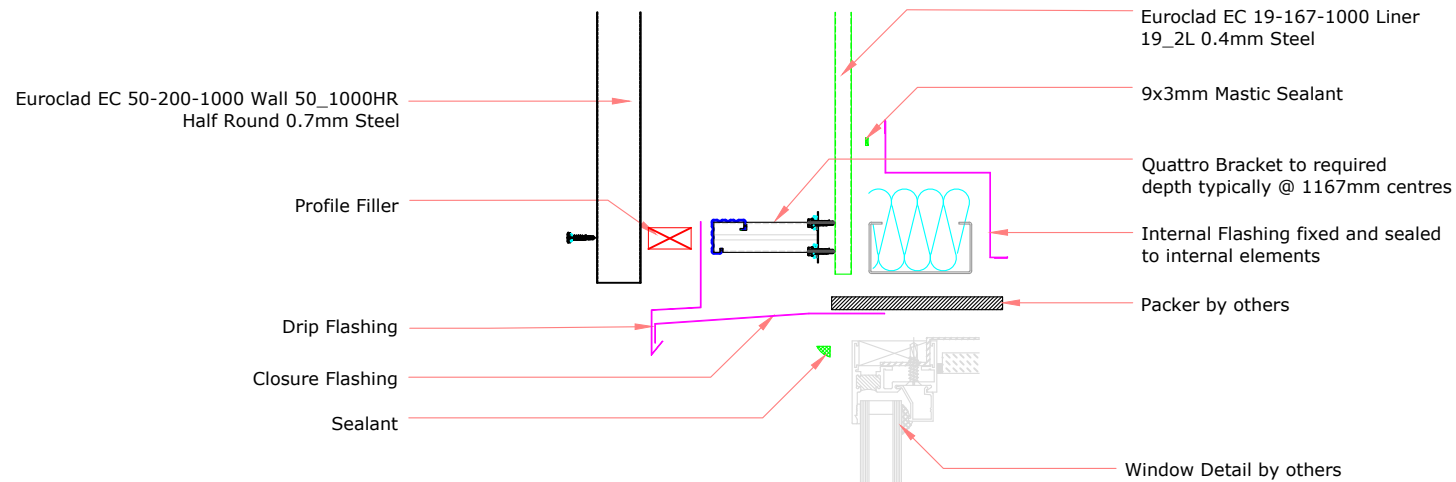 Euroclad EC 50-200-1000 Wall 50_1000HR
Half Round 0.7mm Steel
Profile Filler
Drip Flashing
Closure Flashing
Sealant
Euroclad EC 19-167-1000 Liner
19_2L 0.4mm Steel
9x3mm Mastic Sealant
Quattro Bracket to required
depth typically @ 1167mm centres
Internal Flashing fixed and sealed
to internal elements
Packer by others
Window Detail by others